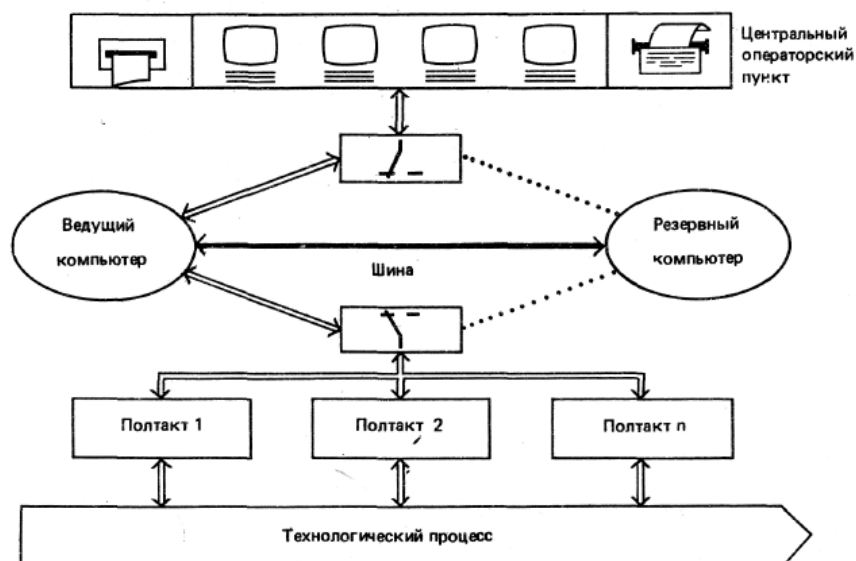 Центральный
операторский
пункт
Ведущий
компьютер
Резервный
компьютер
Шина
Полтакт 1
Полтакт 2
Полтакт n
Технологический процесс